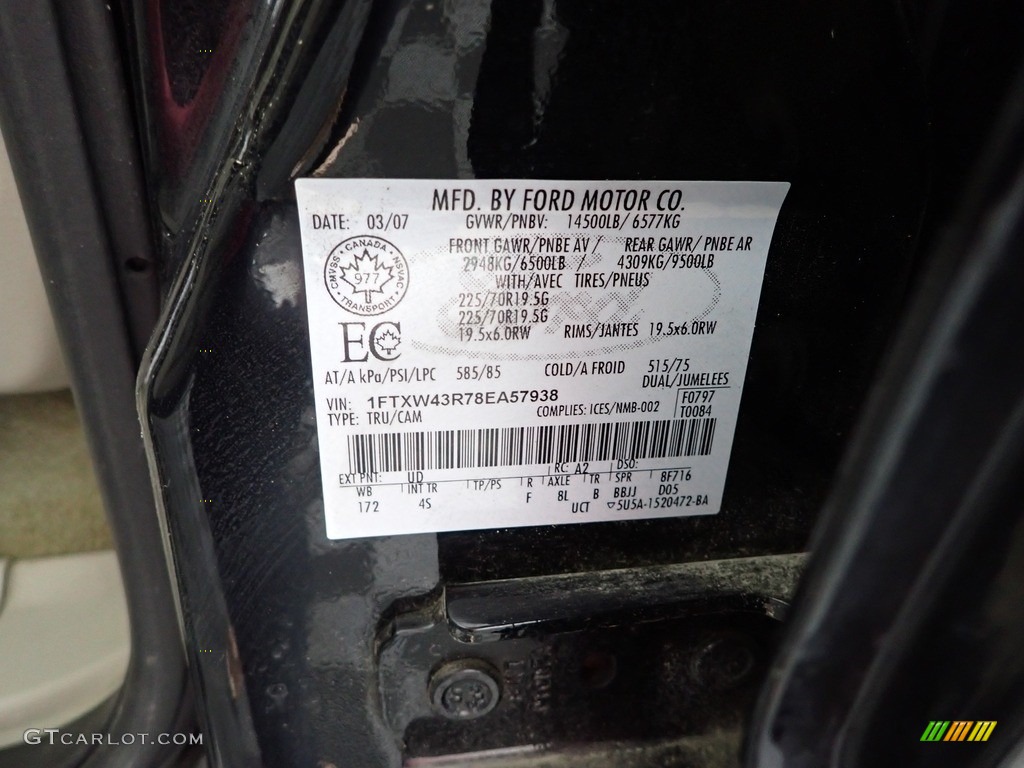 MFD. BY FORD MOTOR CO.
DATE: 03/07 GVWR/PNBV: 14500LB/ 6577KG
FRONT GAWR/PNBE AV / REAR GAWR/ PNBE AR
2948KG/6500LB / 4309KG/9500LB
WITH/AVEC TIRES/PNEUS
CANADA
CMVSS NSVAC
977
TRANSPORT
225/70R19.5G
225/70R19.5G
19.5x6.0RW RIMS/JANTES 19.5x6.0RW
EC
AT/A kPa/PSI/LPC 585/85 COLD/A FROID 515/75
DUAL/JUMELEES
VIN: 1FTXW43R78EA57938 F0797
TYPE: TRU/CAM COMPLIES: ICES/NMB-002 T0084
RC: A2 DSO:
EXT PNT: UD 8F716
WB INT TR TP/PS R AXLE TR SPR
172 4S F 8L B BBJJ D05
UCT ▽5U5A-1520472-BA
GTCARLOT.COM